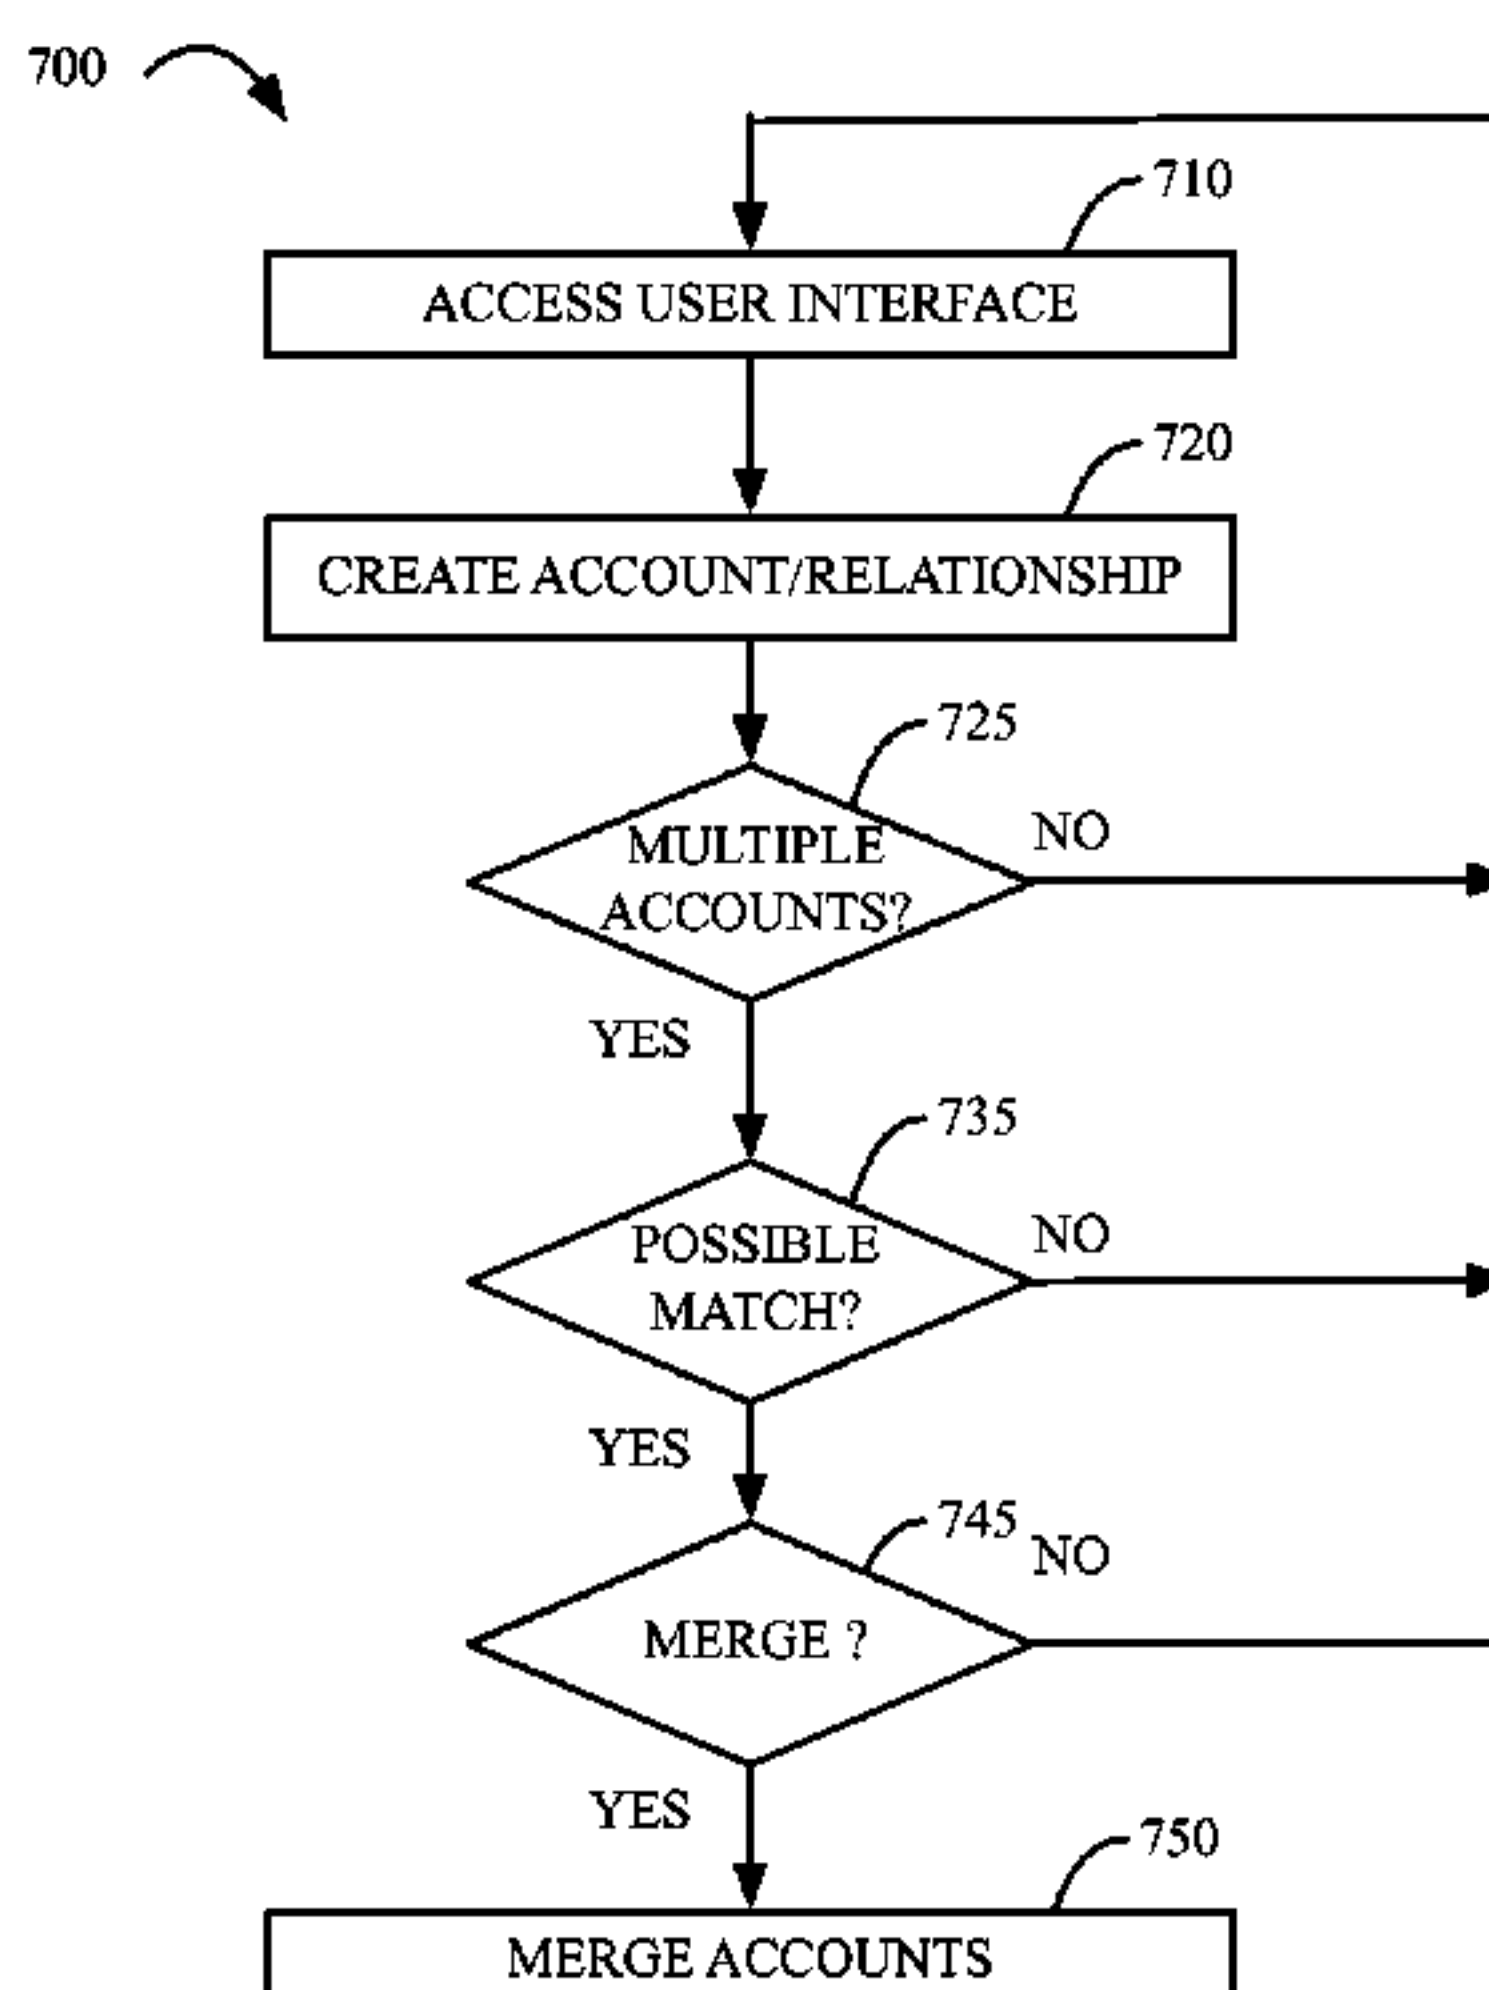 700
710
ACCESS USER INTERFACE
720
CREATE ACCOUNT/RELATIONSHIP
725
MULTIPLE
ACCOUNTS?
NO
YES
735
POSSIBLE
MATCH?
NO
YES
745
NO
MERGE ?
YES
750
MERGE ACCOUNTS